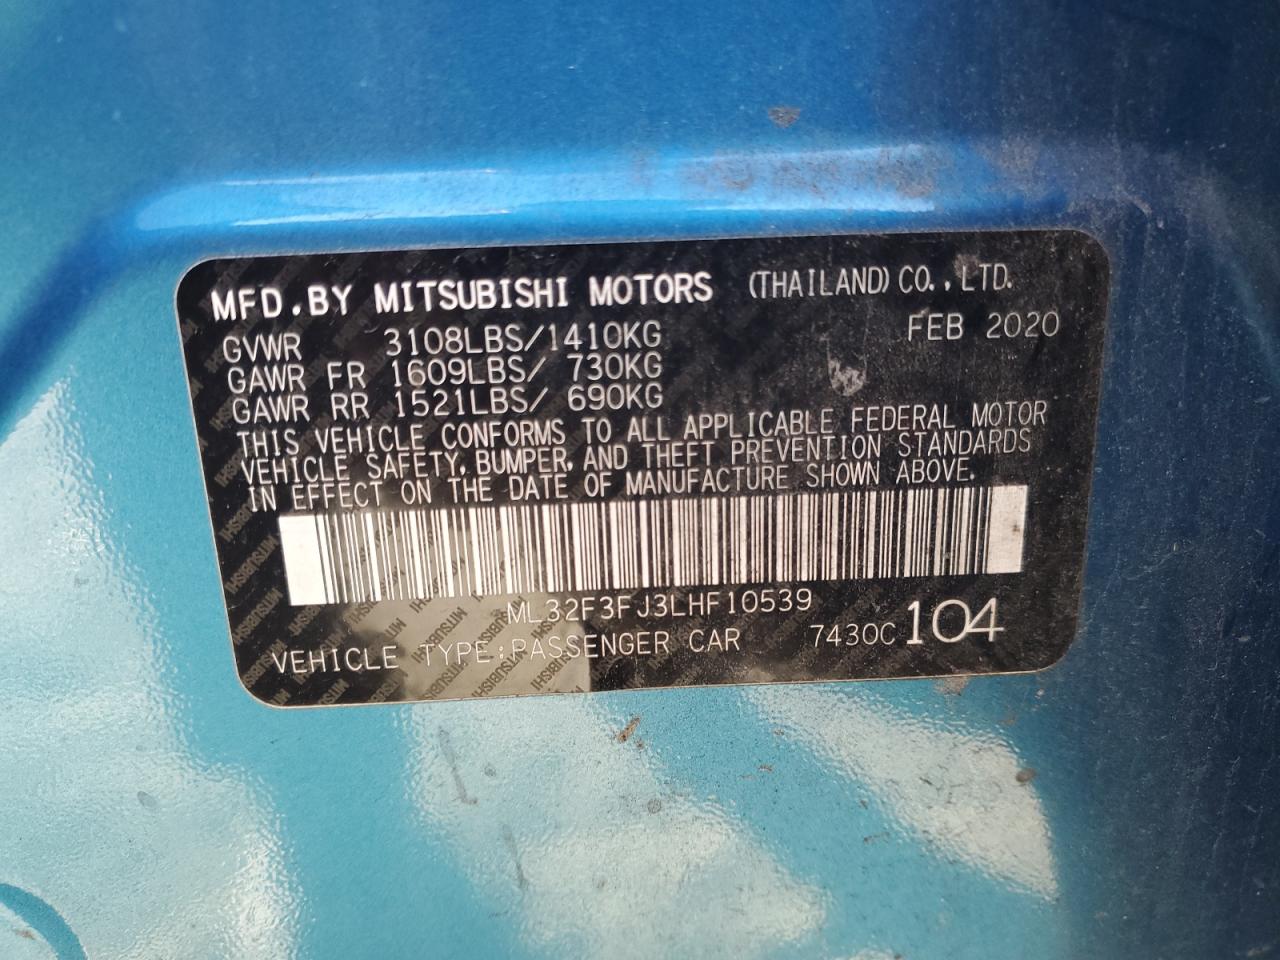 MFD.BY MITSUBISHI MOTORS (THAILAND) CO., LTD.
GVWR 3108LBS/1410KG FEB 2020
GAWR FR 1609LBS/ 730KG
GAWR RR 1521LBS/ 690KG
THIS VEHICLE CONFORMS TO ALL APPLICABLE FEDERAL MOTOR
VEHICLE SAFETY, BUMPER, AND THEFT PREVENTION STANDARDS
IN EFFECT ON THE DATE OF MANUFACTURE SHOWN ABOVE.
ML32F3FJ3LHF10539
VEHICLE TYPE:PASSENGER CAR 7430C 104